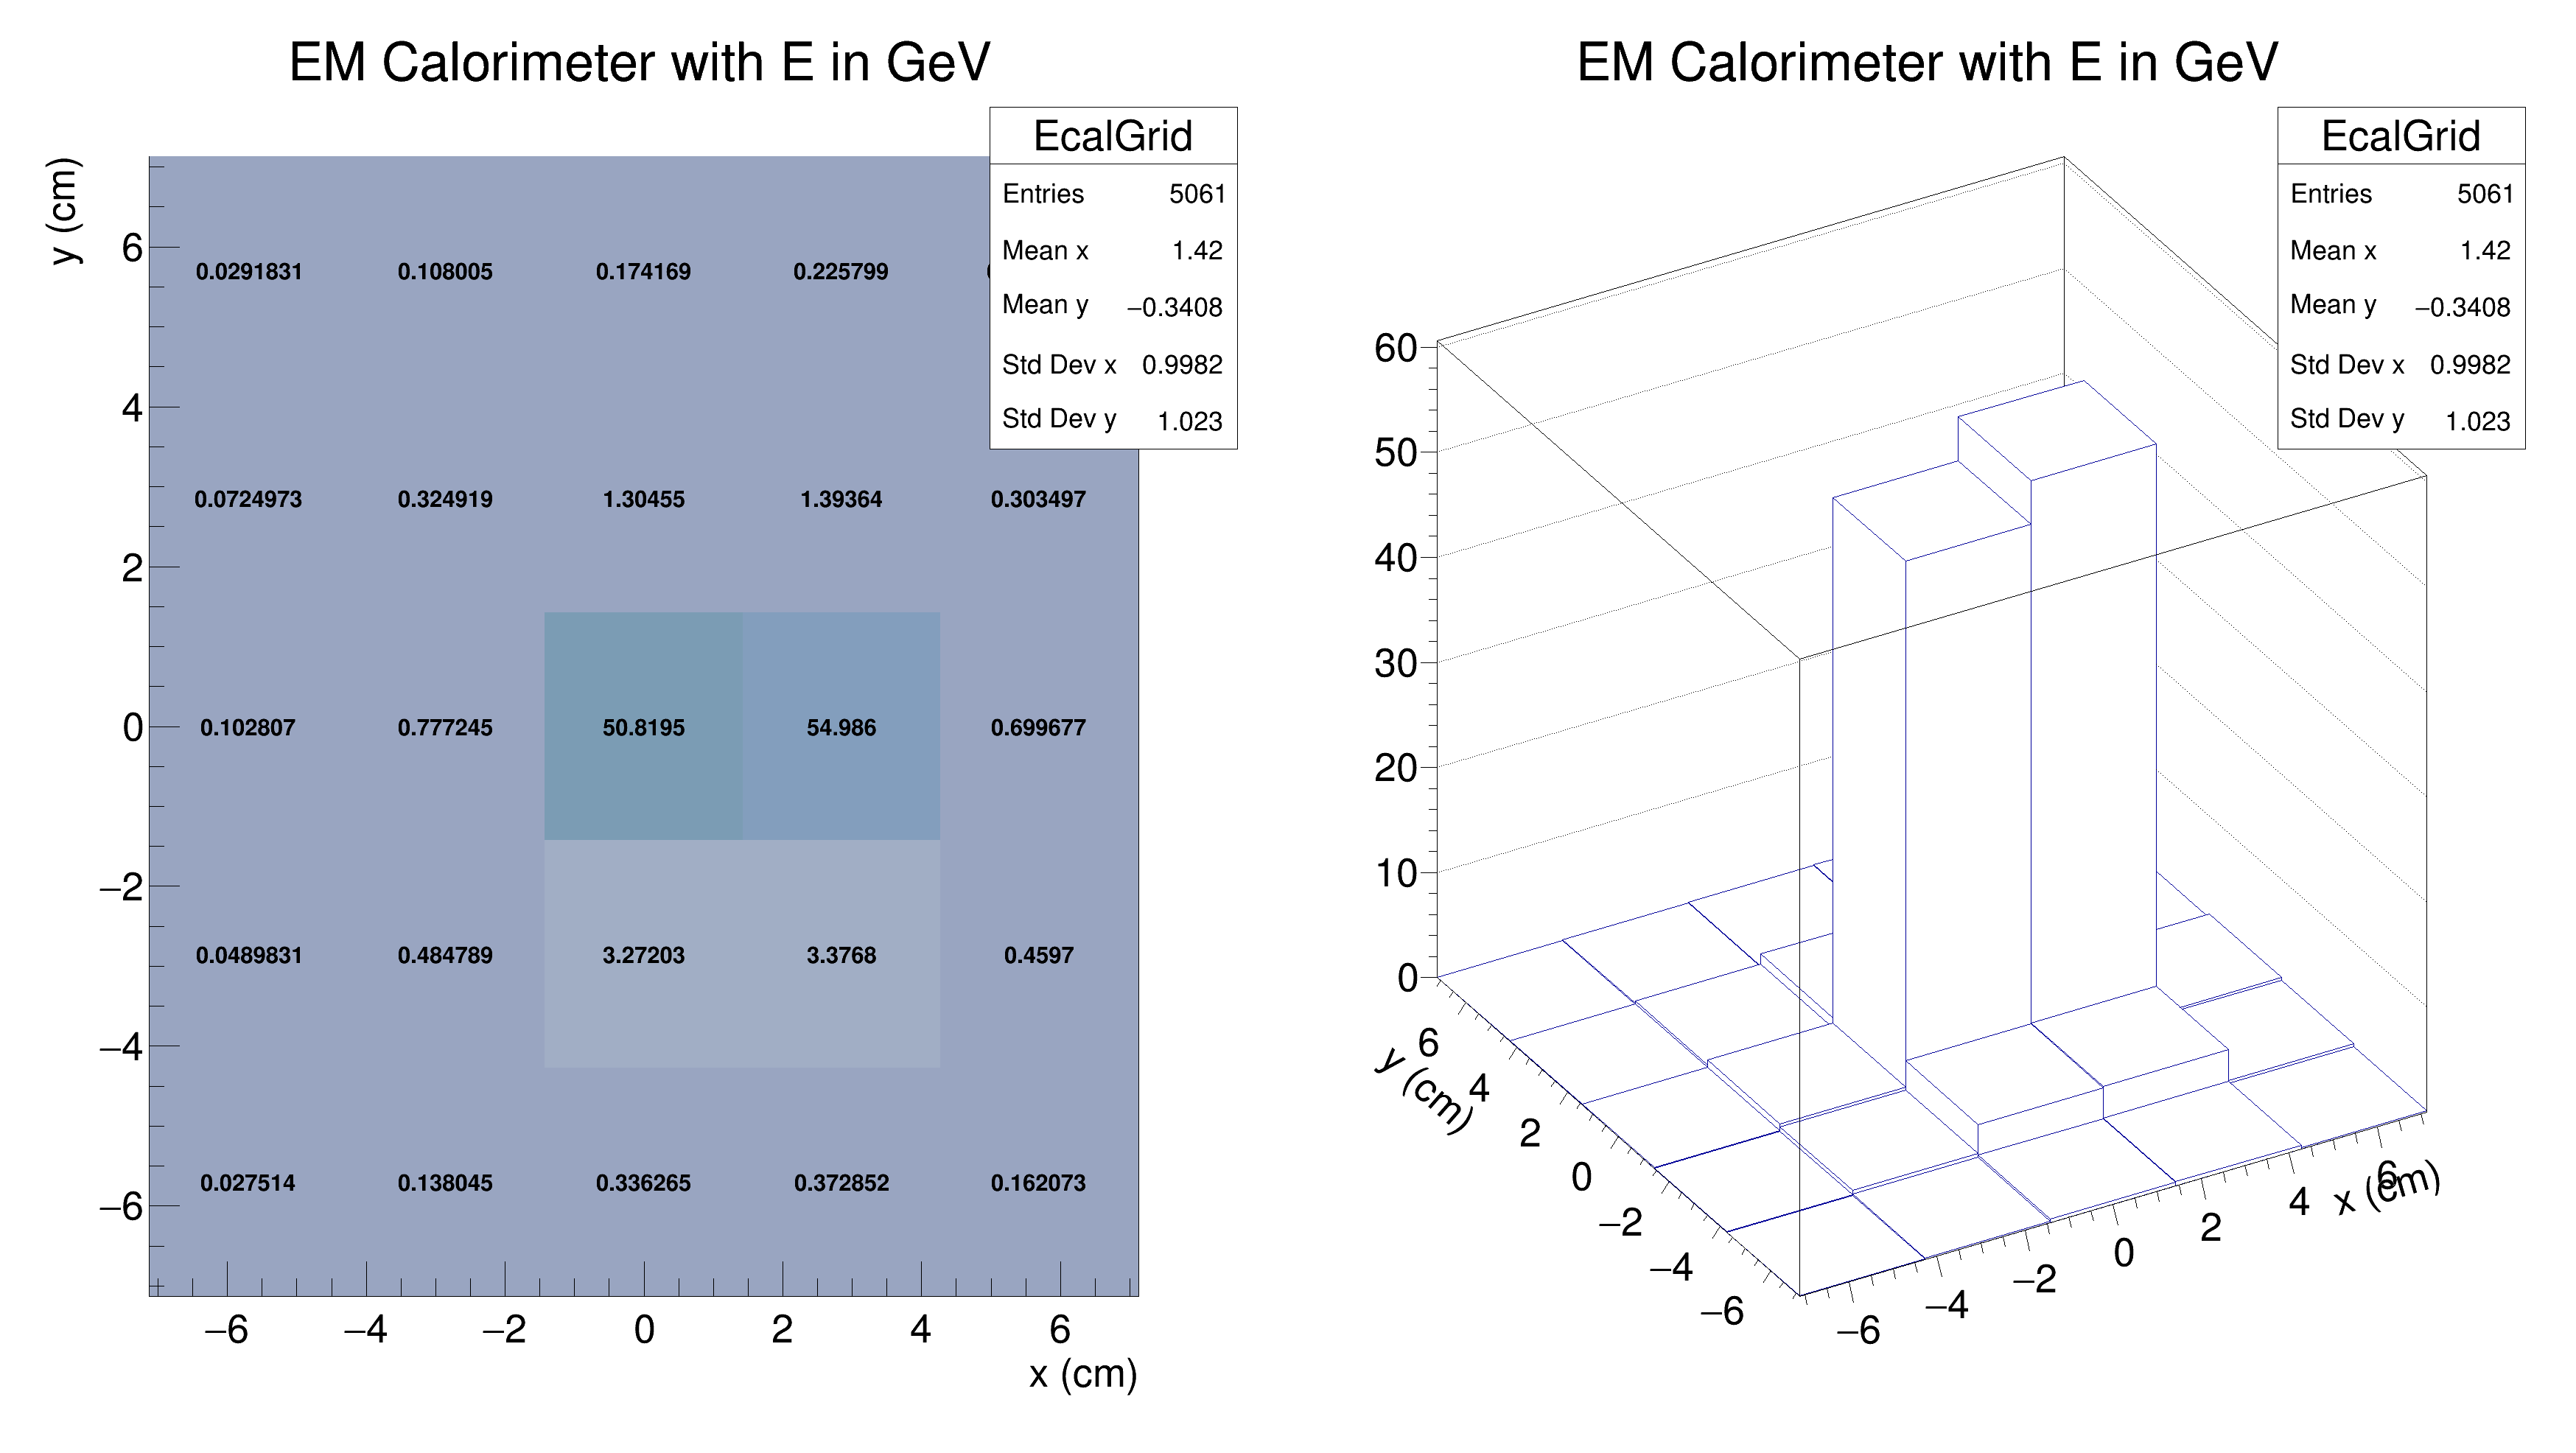 EM Calorimeter with E in GeV
EcalGrid
Entries 5061
Mean x 1.42
Mean y −0.3408
Std Dev x 0.9982
Std Dev y 1.023
y (cm)
6
4
2
0
−2
−4
−6
0.0291831 0.108005 0.174169 0.225799
0.0724973 0.324919 1.30455 1.39364 0.303497
0.102807 0.777245 50.8195 54.986 0.699677
0.0489831 0.484789 3.27203 3.3768 0.4597
0.027514 0.138045 0.336265 0.372852 0.162073
−6 −4 −2 0 2 4 6
x (cm)
EM Calorimeter with E in GeV
EcalGrid
Entries 5061
Mean x 1.42
Mean y −0.3408
Std Dev x 0.9982
Std Dev y 1.023
60
50
40
30
20
10
0
y (cm)
6
4
2
0
−2
−4
−6
−6 −4 −2 0 2 4 6
x (cm)